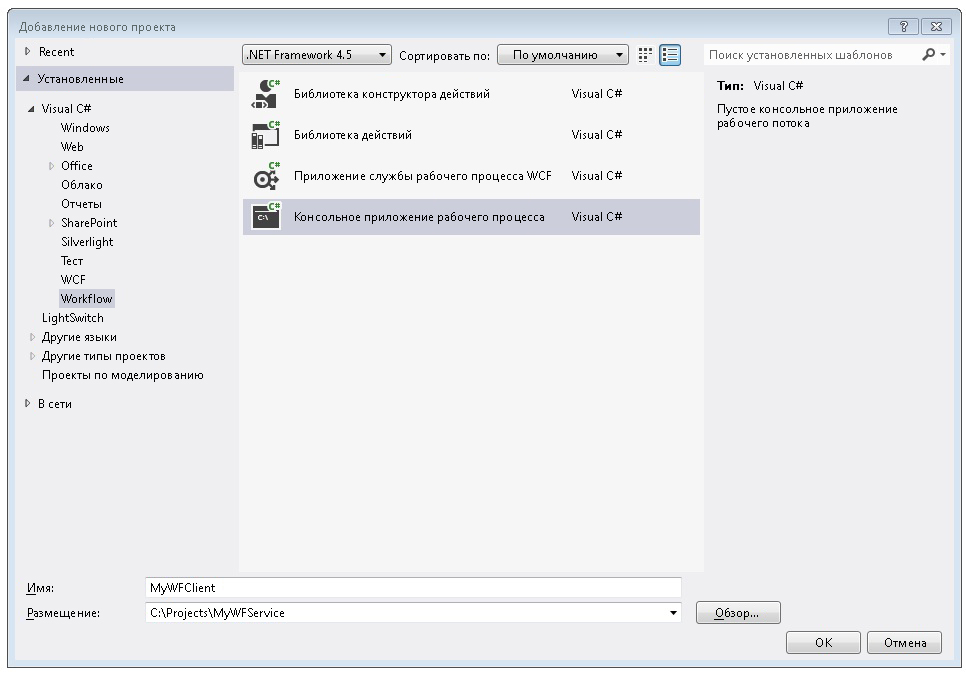 Добавление нового проекта
Recent
.NET Framework 4.5
Сортировать по:
По умолчанию
Поиск установленных шаблонов
Установленные
Visual C#
Windows
Web
Office
Облако
Отчеты
SharePoint
Silverlight
Тест
WCF
Workflow
LightSwitch
Другие языки
Другие типы проектов
Проекты по моделированию
В сети
Библиотека конструктора действий Visual C#
Библиотека действий Visual C#
Приложение службы рабочего процесса WCF Visual C#
Консольное приложение рабочего процесса Visual C#
Тип: Visual C#
Пустое консольное приложение
рабочего потока
Имя: MyWFClient
Размещение: C:\Projects\MyWFService
Обзор...
OK
Отмена